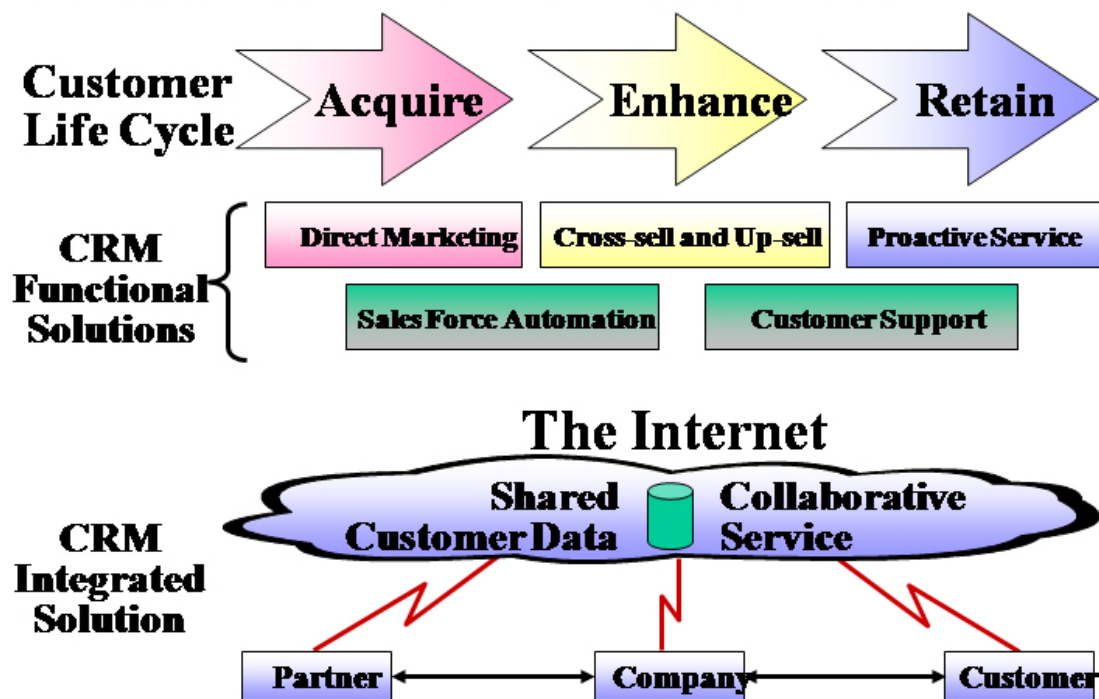 Customer
Life Cycle
Acquire
Enhance
Retain
CRM
Functional
Solutions
Direct Marketing
Cross-sell and Up-sell
Proactive Service
Sales Force Automation
Customer Support
The Internet
CRM
Integrated
Solution
Shared
Customer Data
Collaborative
Service
Partner
Company
Customer